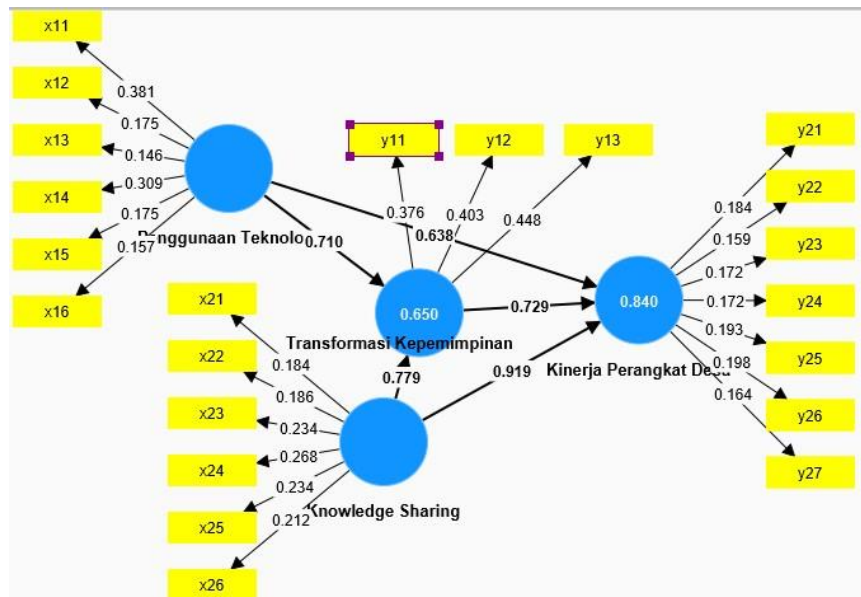 x11
x12
x13
x14
x15
x16
0.381
0.175
0.146
0.309
0.175
0.157
Penggunaan Teknolo
0.710
0.638
y11
y12
y13
0.376
0.403
0.448
0.650
Transformasi Kepemimpinan
0.729
0.779
0.919
x21
x22
x23
x24
x25
x26
0.184
0.186
0.234
0.268
0.234
0.212
Knowledge Sharing
0.840
Kinerja Perangkat Desa
y21
y22
y23
y24
y25
y26
y27
0.184
0.159
0.172
0.172
0.193
0.198
0.164